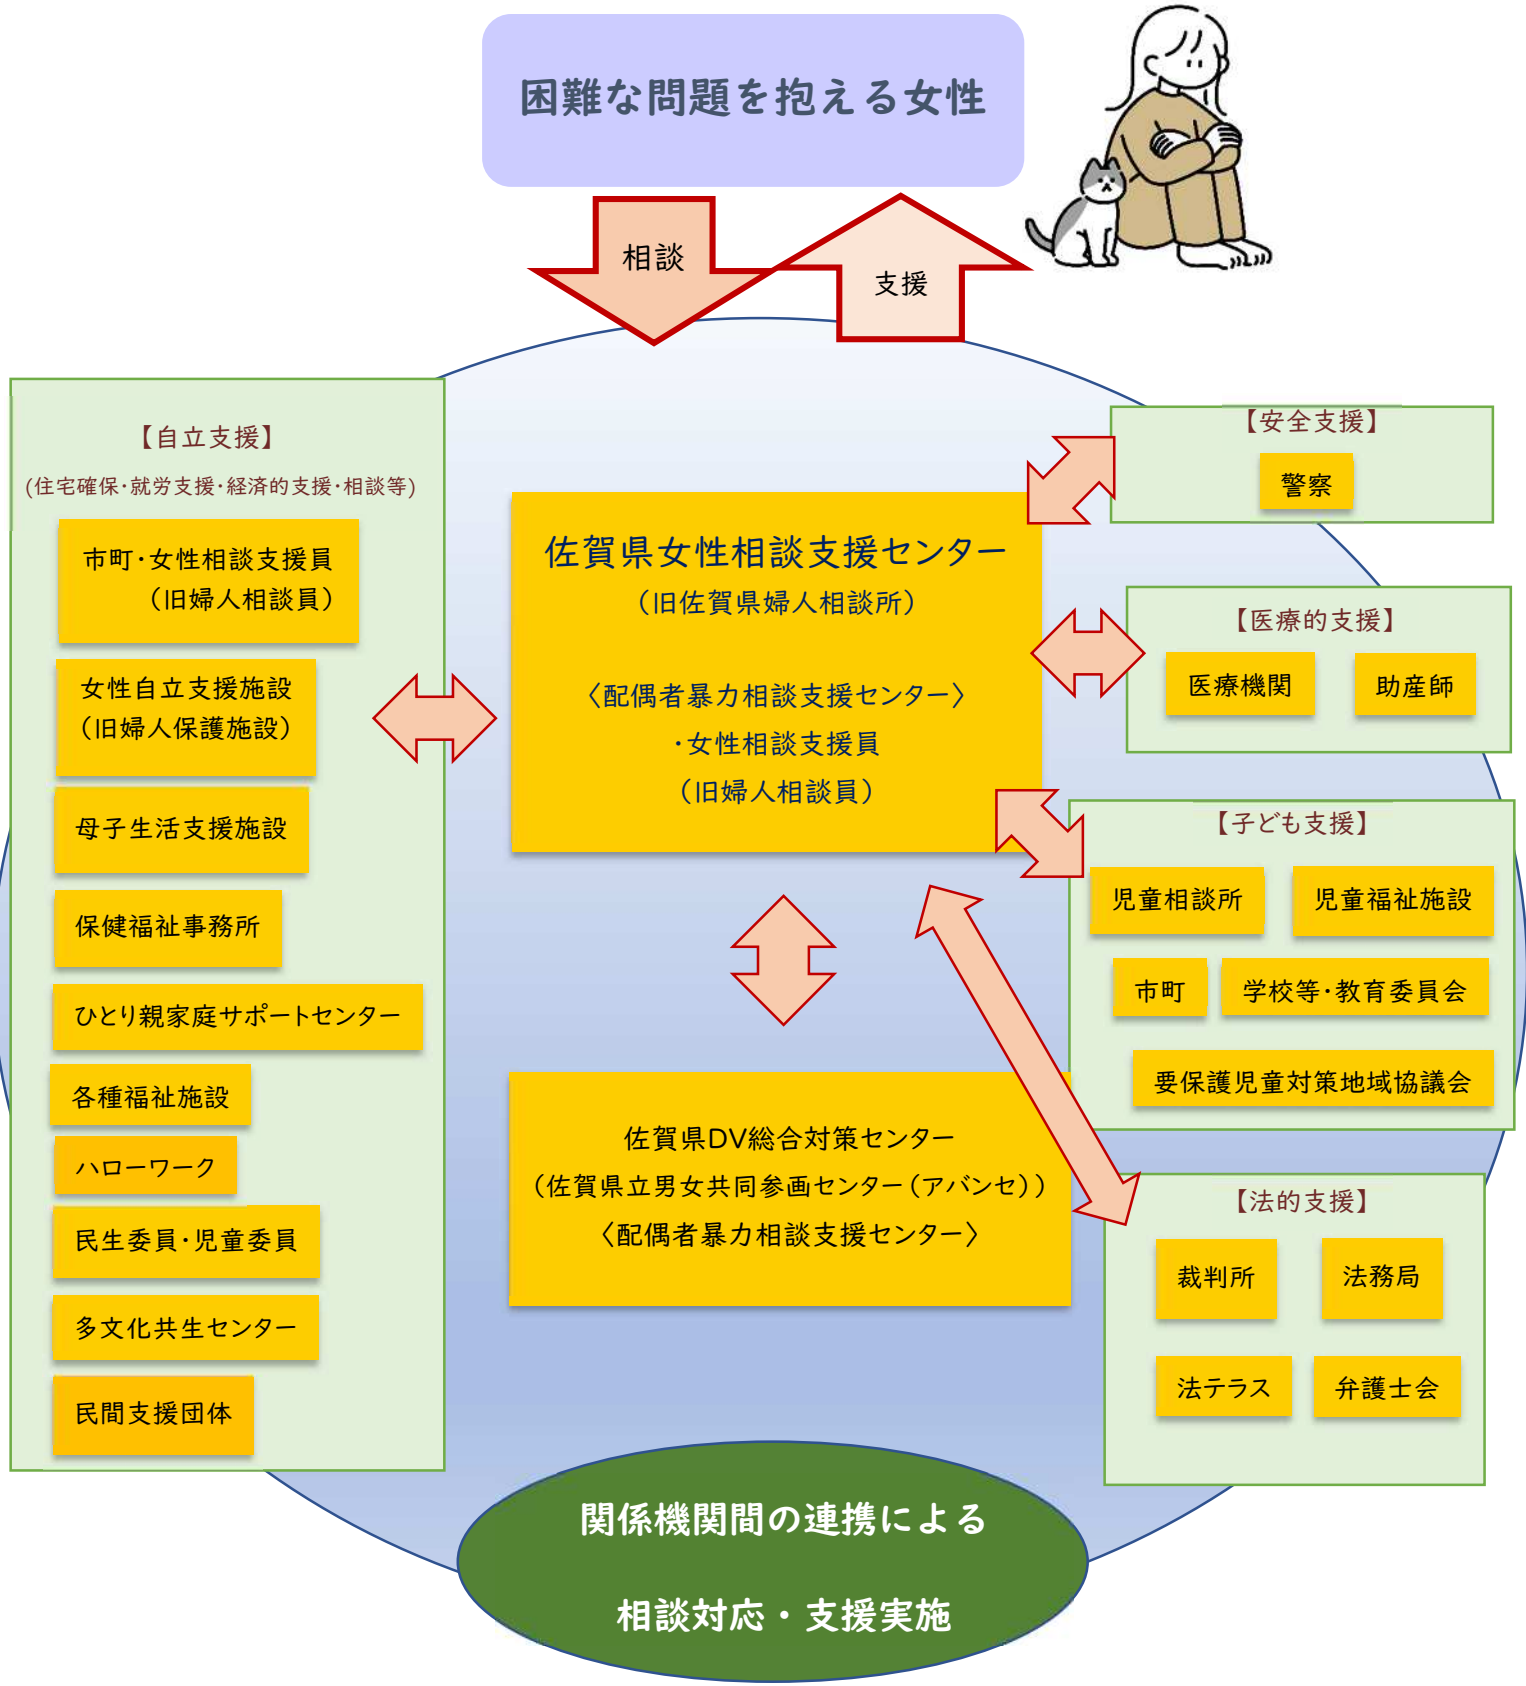 困難な問題を抱える女性
相談
支援
【自立支援】
(住宅確保・就労支援・経済的支援・相談等)
市町・女性相談支援員
（旧婦人相談員）
女性自立支援施設
（旧婦人保護施設）
母子生活支援施設
保健福祉事務所
ひとり親家庭サポートセンター
各種福祉施設
ハローワーク
民生委員・児童委員
多文化共生センター
民間支援団体
佐賀県女性相談支援センター
（旧佐賀県婦人相談所）
〈配偶者暴力相談支援センター〉
・女性相談支援員
（旧婦人相談員）
佐賀県DV総合対策センター
（佐賀県立男女共同参画センター（アバンセ））
〈配偶者暴力相談支援センター〉
【安全支援】
警察
【医療的支援】
医療機関
助産師
【子ども支援】
児童相談所
児童福祉施設
市町
学校等・教育委員会
要保護児童対策地域協議会
【法的支援】
裁判所
法務局
法テラス
弁護士会
関係機関間の連携による
相談対応・支援実施